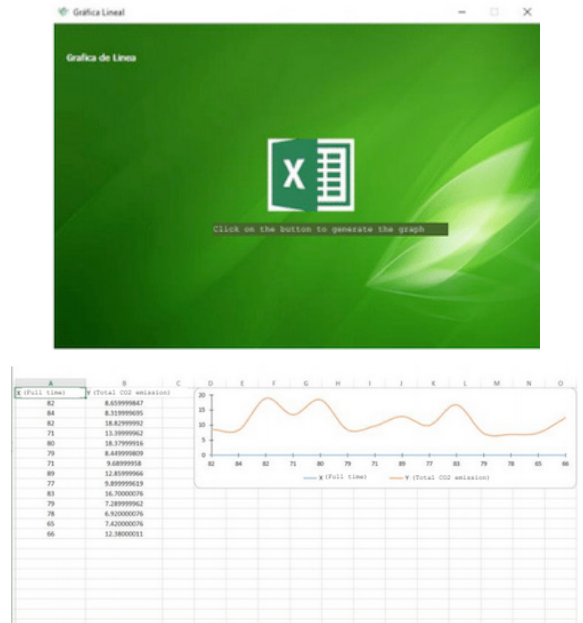 Gráfica Lineal
Grafica de Linea
X
Click on the button to generate the graph
A B C D E F G H I J K L M N O
X (Full time) Y (Total CO2 emission)
82 8.659999847
84 8.319999695
82 18.82999992
71 13.39999962
80 18.37999916
79 8.449999809
71 9.68999958
89 12.85999966
77 9.899999619
83 16.70000076
79 7.289999962
78 6.920000076
65 7.420000076
66 12.38000011
20
15
10
5
0
82 84 82 71 80 79 71 89 77 83 79 78 65 66
X (Full time) Y (Total CO2 emission)